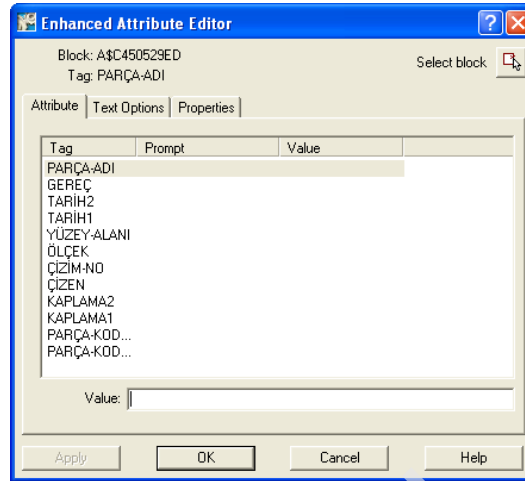 Enhanced Attribute Editor
Block: A$C450529ED
Tag: PARÇA-ADI
Select block
Attribute Text Options Properties
Tag Prompt Value
PARÇA-ADI
GEREÇ
TARİH2
TARİH1
YÜZEY-ALANI
ÖLÇEK
ÇİZİM-NO
ÇİZEN
KAPLAMA2
KAPLAMA1
PARÇA-KOD...
PARÇA-KOD...
Value:
Apply OK Cancel Help